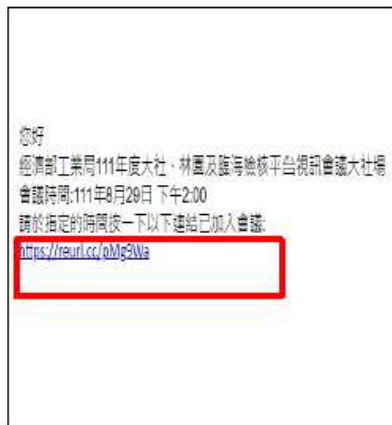 您好
經濟部工業局111年度大社、林園及臨海檢核平台視訊會議大社場
會議時間:111年8月29日 下午2:00
請於指定的時間按一下以下連結已加入會議:
https://reurl.cc/pMg9Wa